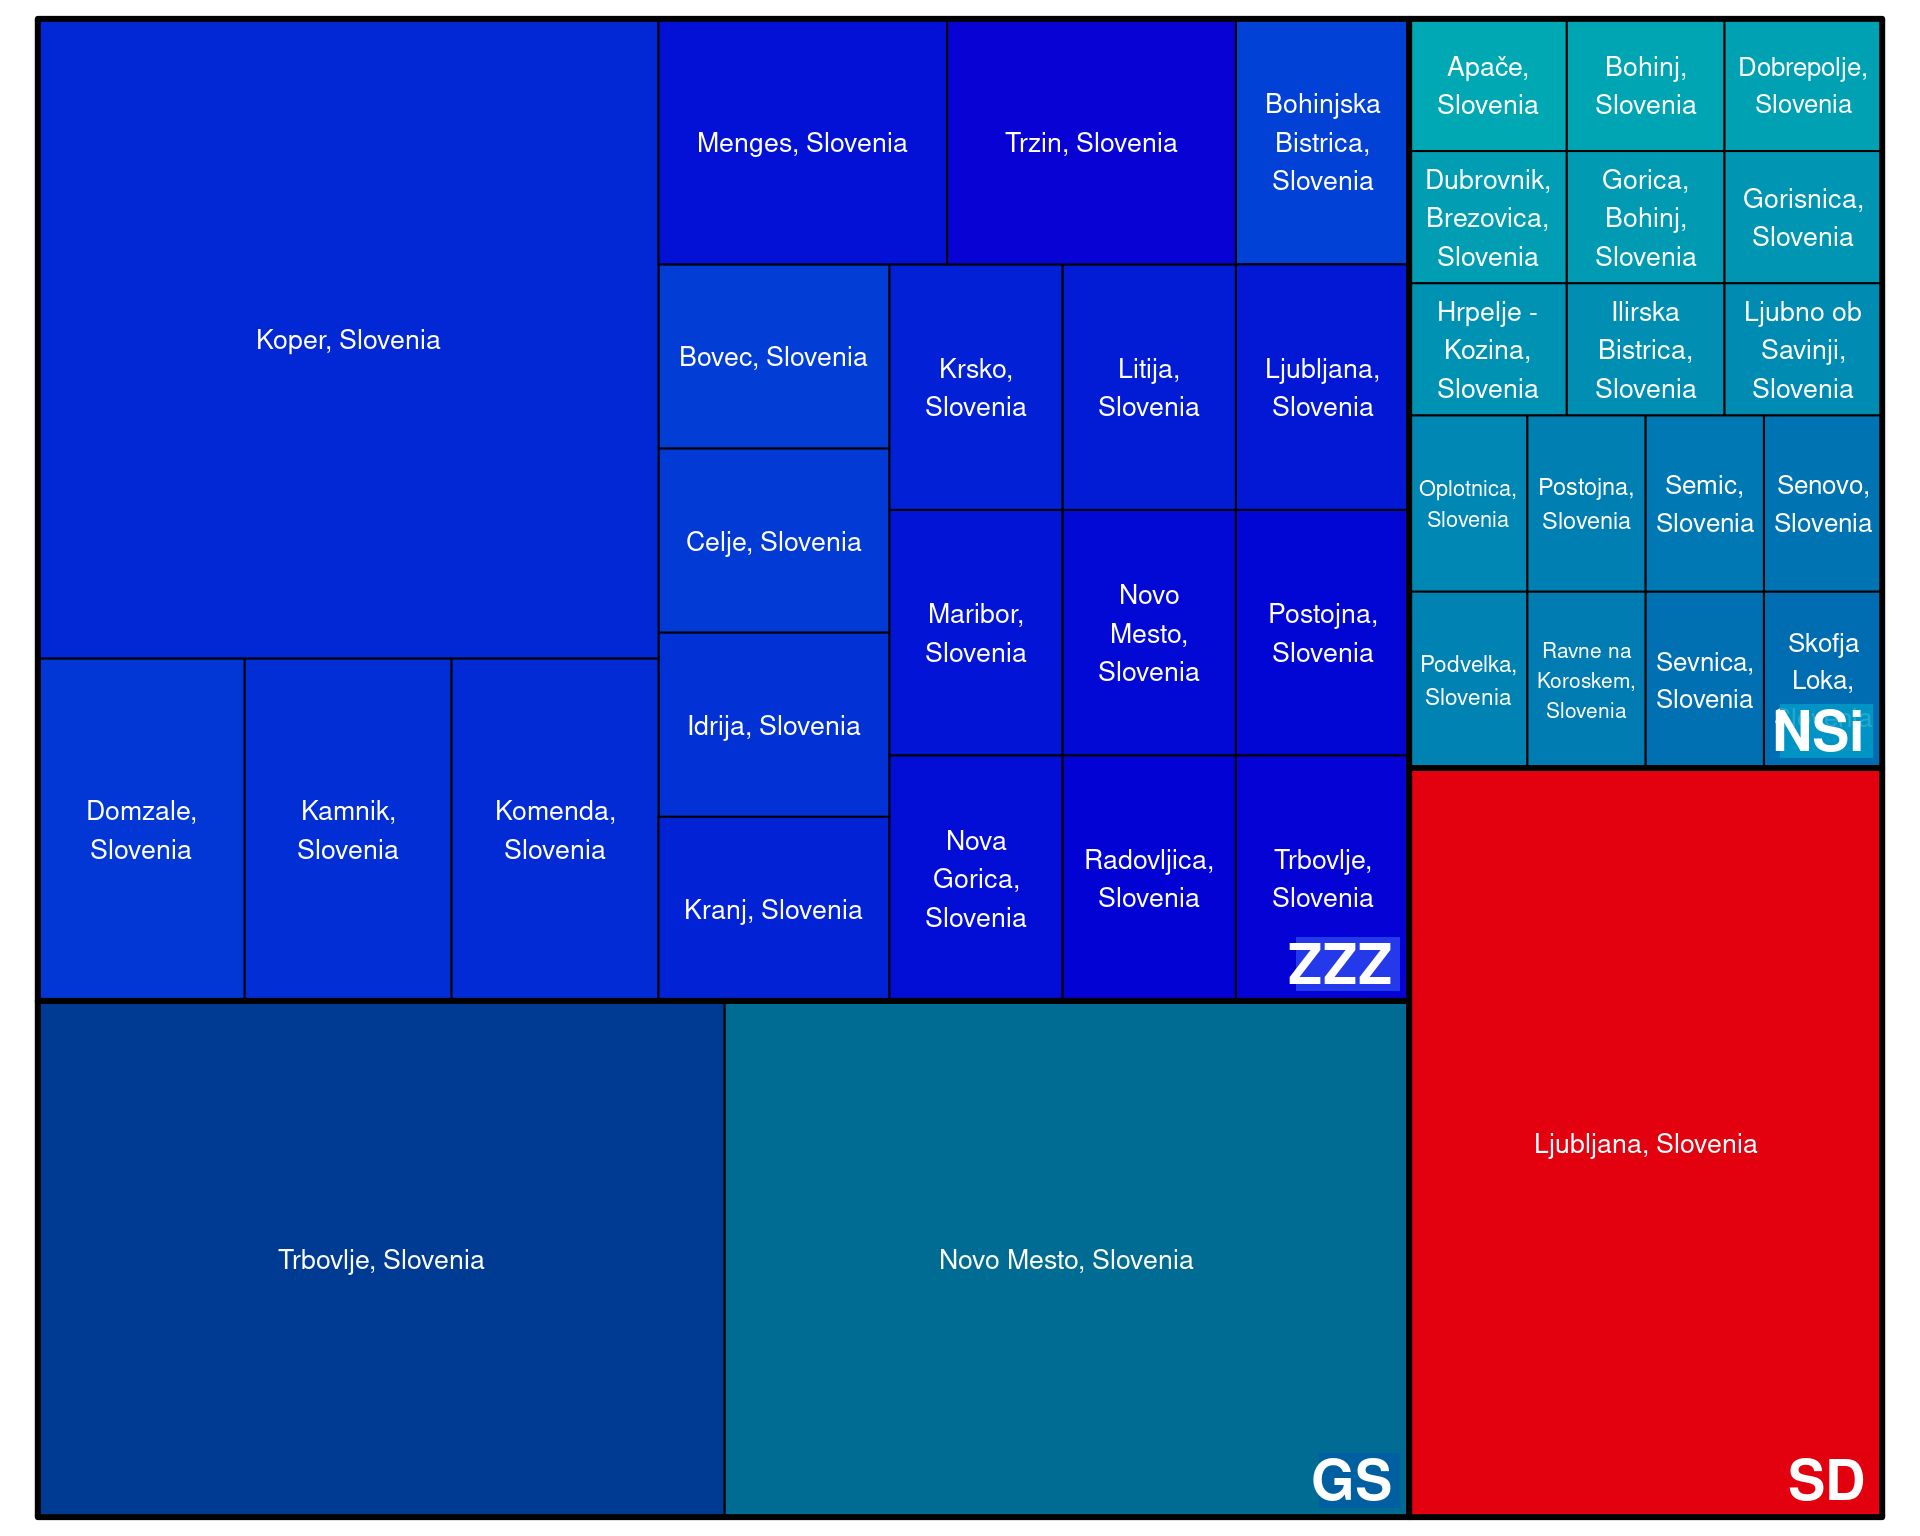 Koper, Slovenia
Menges, Slovenia
Trzin, Slovenia
Bohinjska
Bistrica,
Slovenia
Bovec, Slovenia
Celje, Slovenia
Idrija, Slovenia
Kranj, Slovenia
Krsko,
Slovenia
Litija,
Slovenia
Ljubljana,
Slovenia
Maribor,
Slovenia
Novo
Mesto,
Slovenia
Postojna,
Slovenia
Nova
Gorica,
Slovenia
Radovljica,
Slovenia
Trbovlje,
Slovenia
Domzale,
Slovenia
Kamnik,
Slovenia
Komenda,
Slovenia
ZZZ
Apače,
Slovenia
Bohinj,
Slovenia
Dobrepolje,
Slovenia
Dubrovnik,
Brezovica,
Slovenia
Gorica,
Bohinj,
Slovenia
Gorisnica,
Slovenia
Hrpelje -
Kozina,
Slovenia
Ilirska
Bistrica,
Slovenia
Ljubno ob
Savinji,
Slovenia
Oplotnica,
Slovenia
Postojna,
Slovenia
Semic,
Slovenia
Senovo,
Slovenia
Podvelka,
Slovenia
Ravne na
Koroskem,
Slovenia
Sevnica,
Slovenia
Skofja
Loka,
NSi
Trbovlje, Slovenia
Novo Mesto, Slovenia
GS
Ljubljana, Slovenia
SD